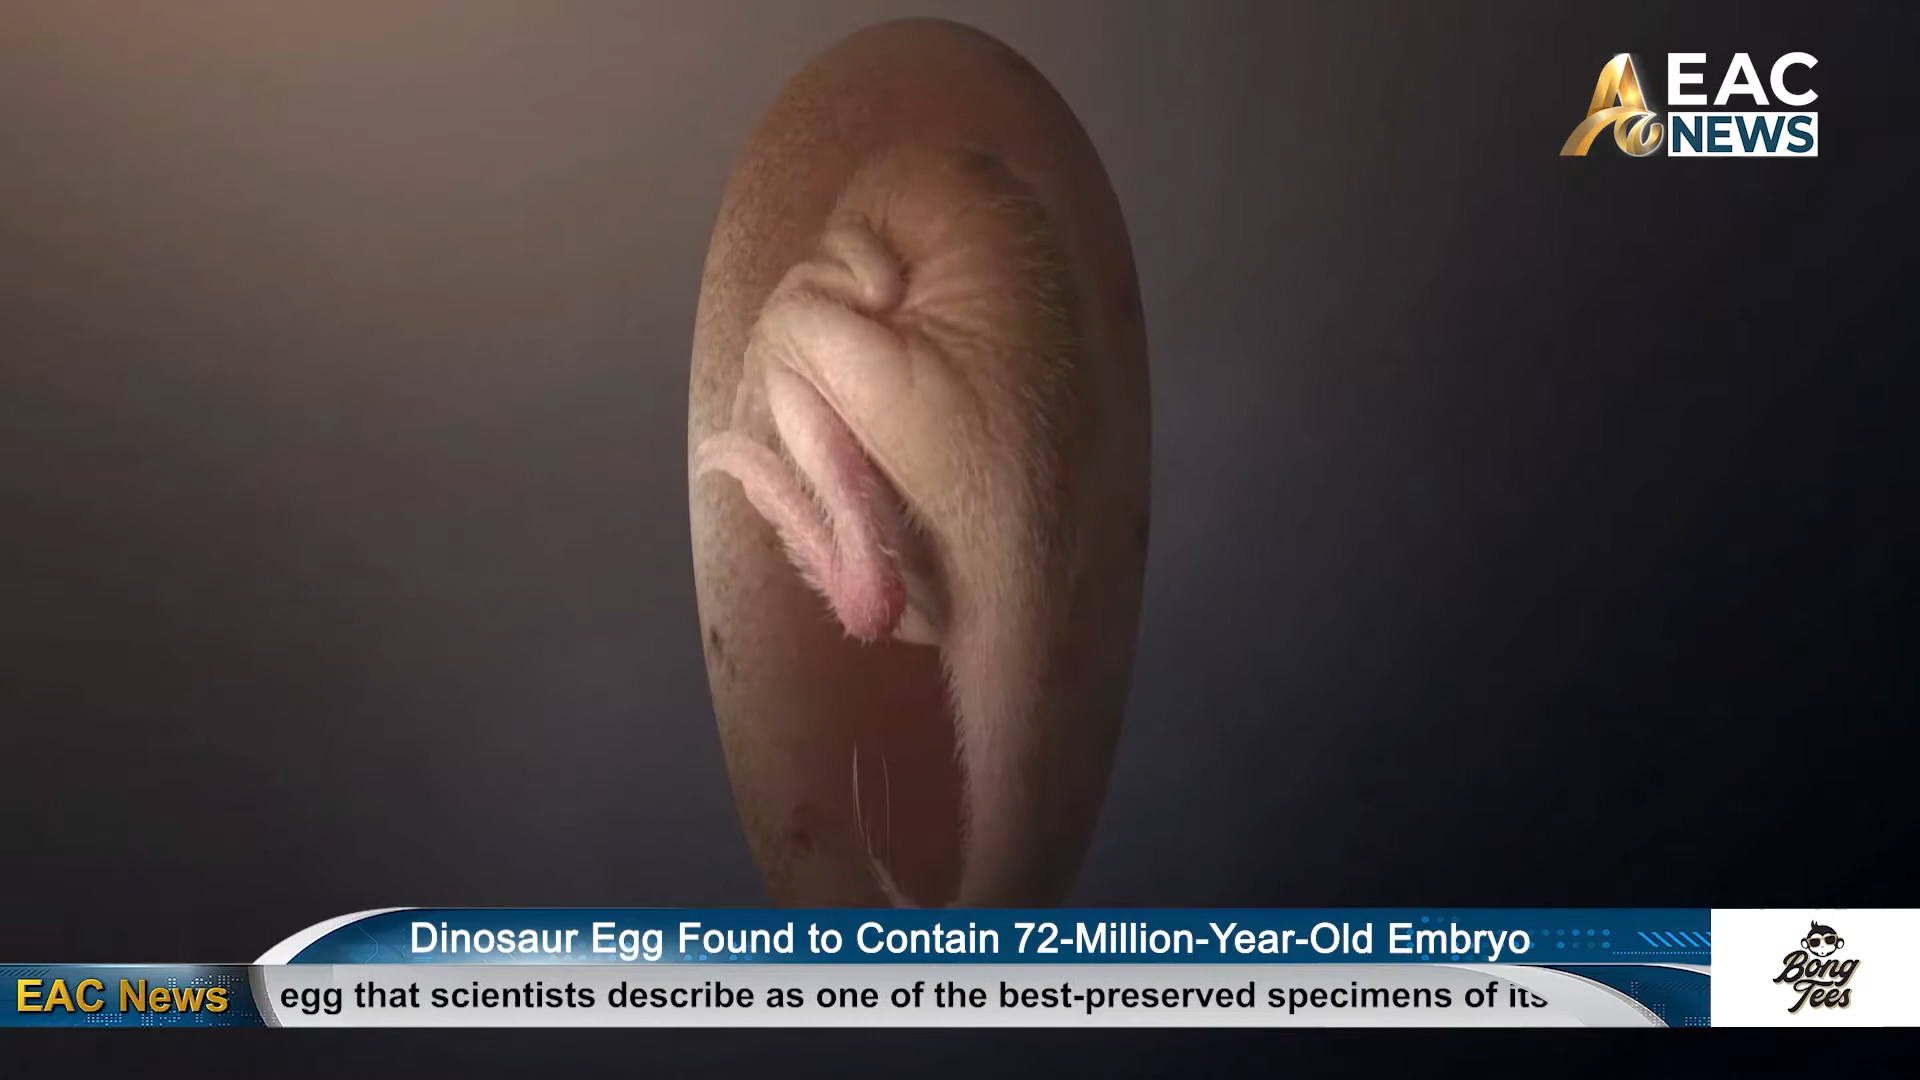 EAC
NEWS
Dinosaur Egg Found to Contain 72-Million-Year-Old Embryo
EAC News
egg that scientists describe as one of the best-preserved specimens of its
Bong
Tees